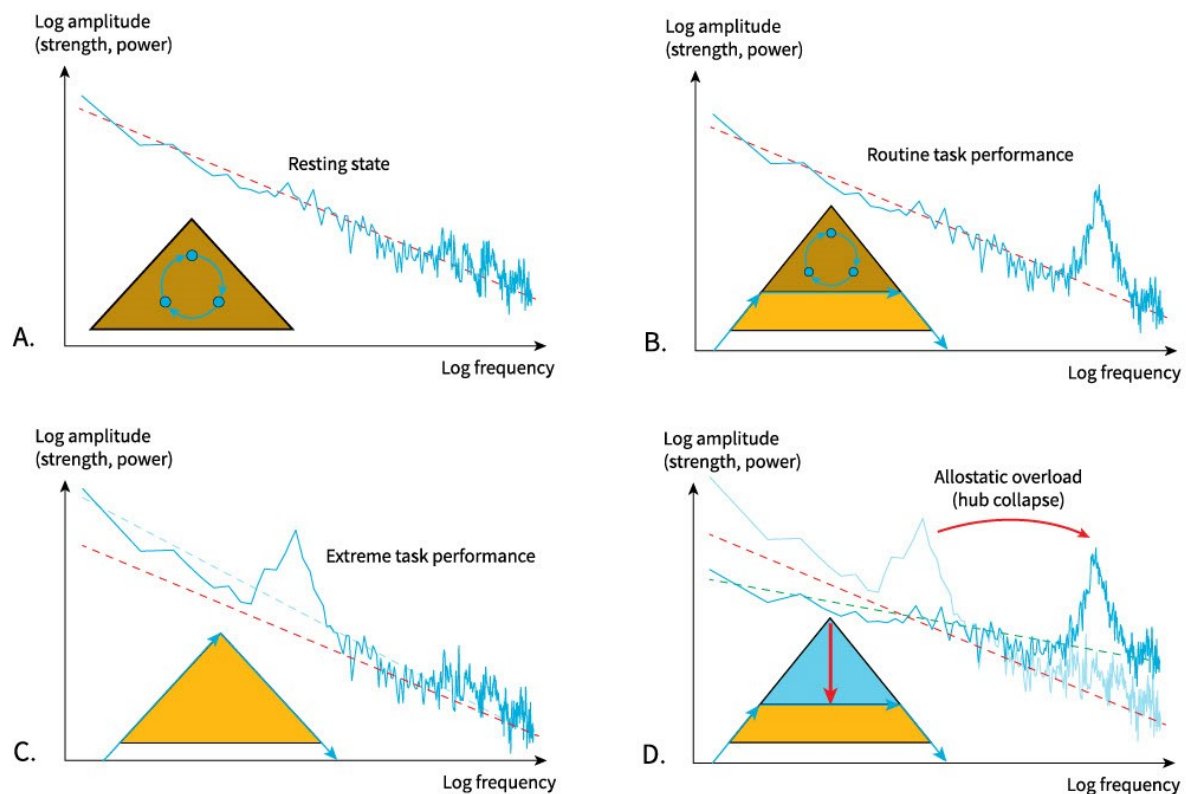 Log amplitude
(strength, power)
Resting state
A.
Log frequency
Log amplitude
(strength, power)
Routine task performance
B.
Log frequency
Log amplitude
(strength, power)
Extreme task performance
C.
Log frequency
Log amplitude
(strength, power)
Allostatic overload
(hub collapse)
D.
Log frequency